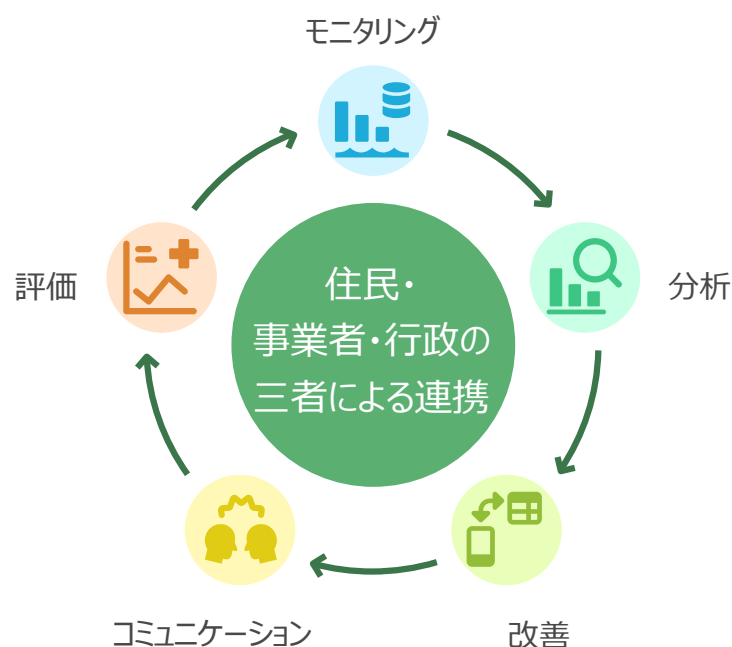 モニタリング
評価
住民・
事業者・行政の
三者による連携
分析
コミュニケーション
改善